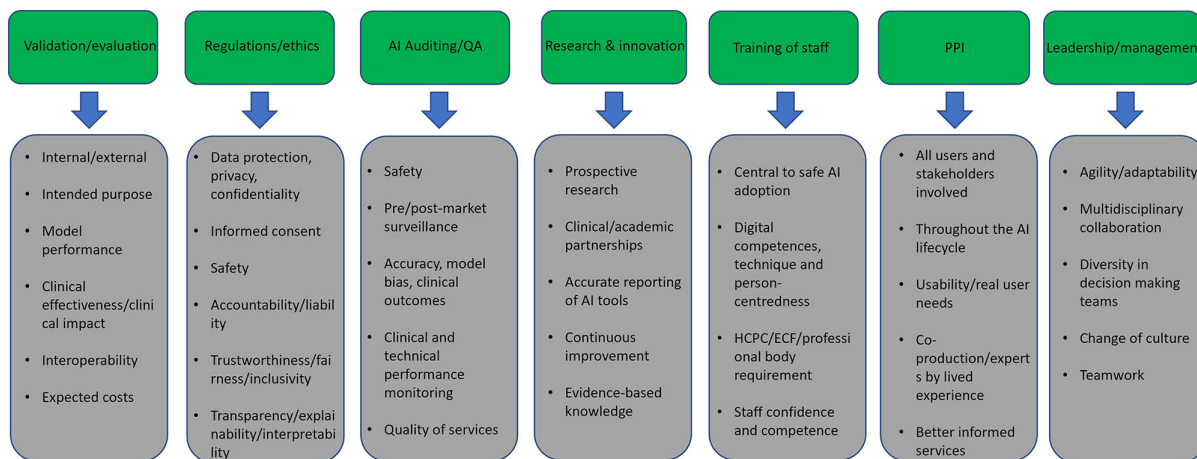 Validation/evaluation
Regulations/ethics
AI Auditing/QA
Research & innovation
Training of staff
PPI
Leadership/management
• Internal/external
• Intended purpose
• Model
performance
• Clinical
effectiveness/clini
cal impact
• Interoperability
• Expected costs
• Data protection,
privacy,
confidentiality
• Informed consent
• Safety
• Accountability/liabil
ity
• Trustworthiness/fai
rness/inclusivity
• Transparency/explai
nability/interpretabi
lity
• Safety
• Pre/post-market
surveillance
• Accuracy, model
bias, clinical
outcomes
• Clinical and
technical
performance
monitoring
• Quality of services
• Prospective
research
• Clinical/academic
partnerships
• Accurate reporting
of AI tools
• Continuous
improvement
• Evidence-based
knowledge
• Central to safe AI
adoption
• Digital
competences,
technique and
person-
centredness
• HCPC/ECF/professi
onal body
requirement
• Staff confidence
and competence
• All users and
stakeholders
involved
• Throughout the AI
lifecycle
• Usability/real user
needs
• Co-
production/expert
s by lived
experience
• Better informed
services
• Agility/adaptability
• Multidisciplinary
collaboration
• Diversity in
decision making
teams
• Change of culture
• Teamwork